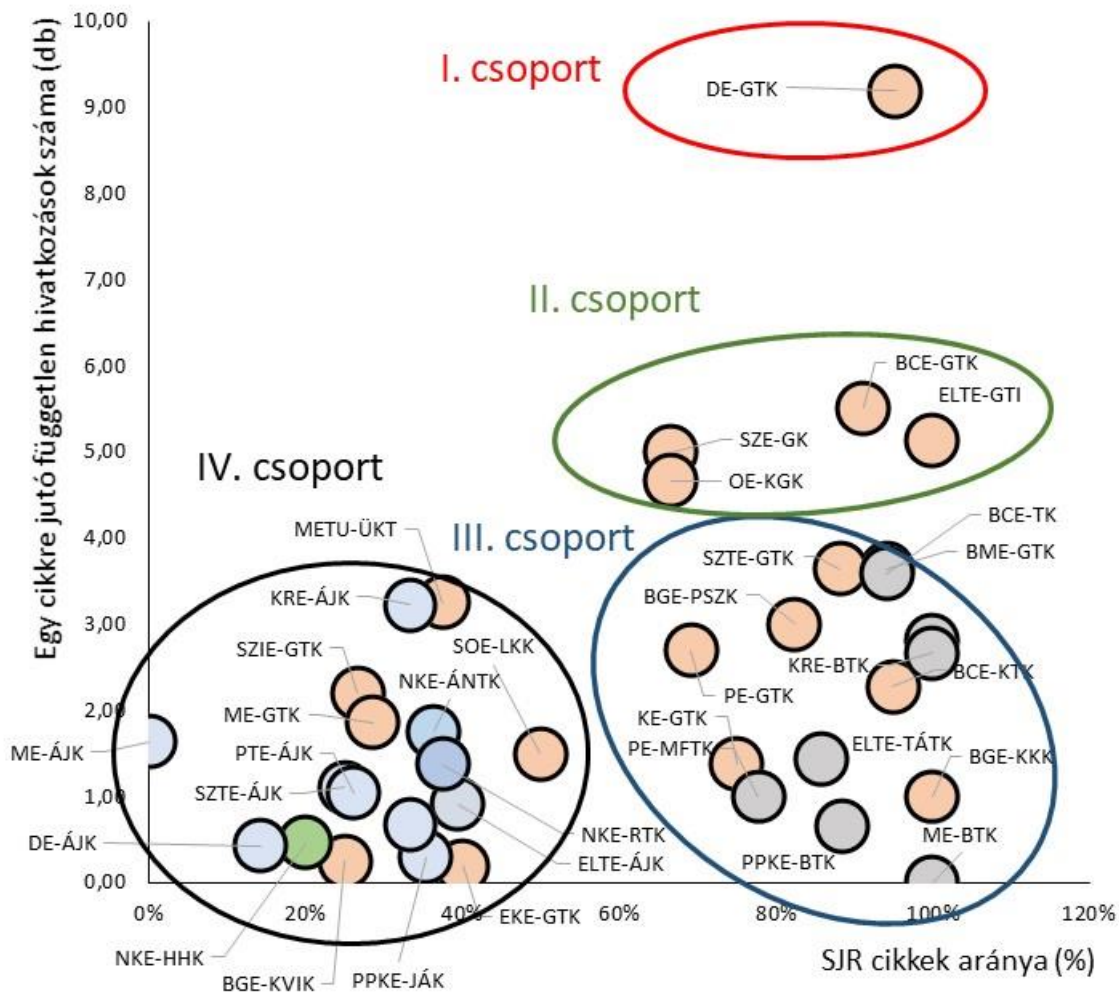 Egy cikkre jutó független hivatkozások száma (db)
10,00
9,00
8,00
7,00
6,00
5,00
4,00
3,00
2,00
1,00
0,00
I. csoport
DE-GTK
II. csoport
BCE-GTK
ELTE-GTI
SZE-GK
OE-KGK
IV. csoport
METU-ÜKT
KRE-ÁJK
SZIE-GTK
SOE-LKK
NKE-ÁNTK
ME-GTK
ME-ÁJK
PTE-ÁJK
SZTE-ÁJK
DE-ÁJK
NKE-RTK
ELTE-ÁJK
EKE-GTK
NKE-HHK
BGE-KVIK
PPKE-JÁK
III. csoport
BCE-TK
BME-GTK
SZTE-GTK
BGE-PSZK
KRE-BTK
BCE-KTK
PE-GTK
KE-GTK
PE-MFTK
ELTE-TÁTK
BGE-KKK
ME-BTK
PPKE-BTK
0%
20%
40%
60%
80%
100%
120%
SJR cikkek aránya (%)